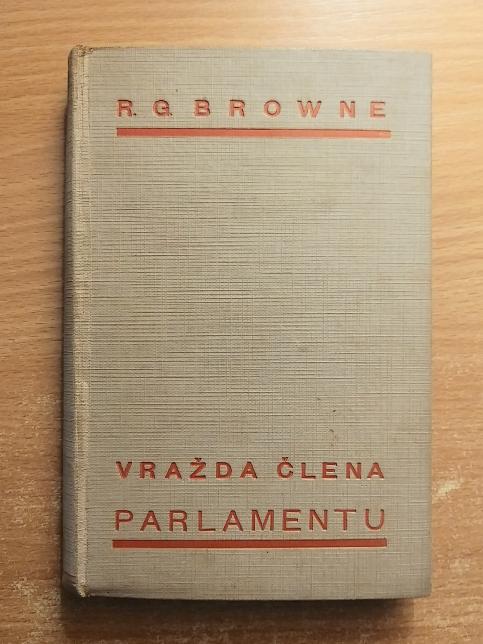 R. G. BROWNE
VRAŽDA ČLENA
PARLAMENTU